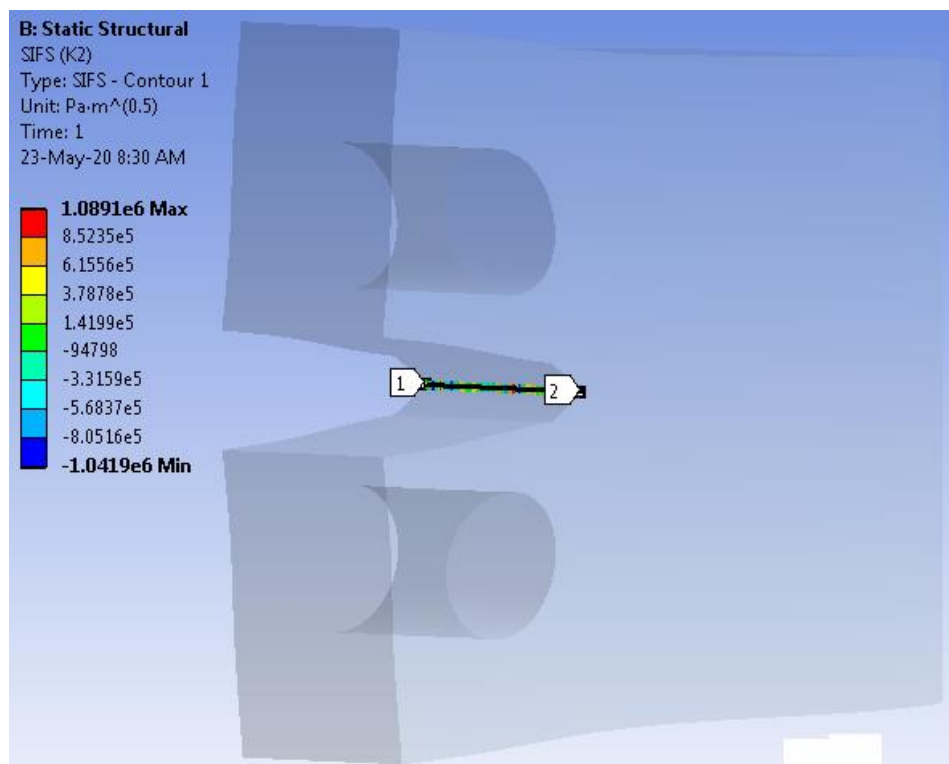 B: Static Structural
SIFS (K2)
Type: SIFS - Contour 1
Unit: Pa·m^(0.5)
Time: 1
23-May-20 8:30 AM
1.0891e6 Max
8.5235e5
6.1556e5
3.7878e5
1.4199e5
-94798
-3.3159e5
-5.6837e5
-8.0516e5
-1.0419e6 Min
1
2